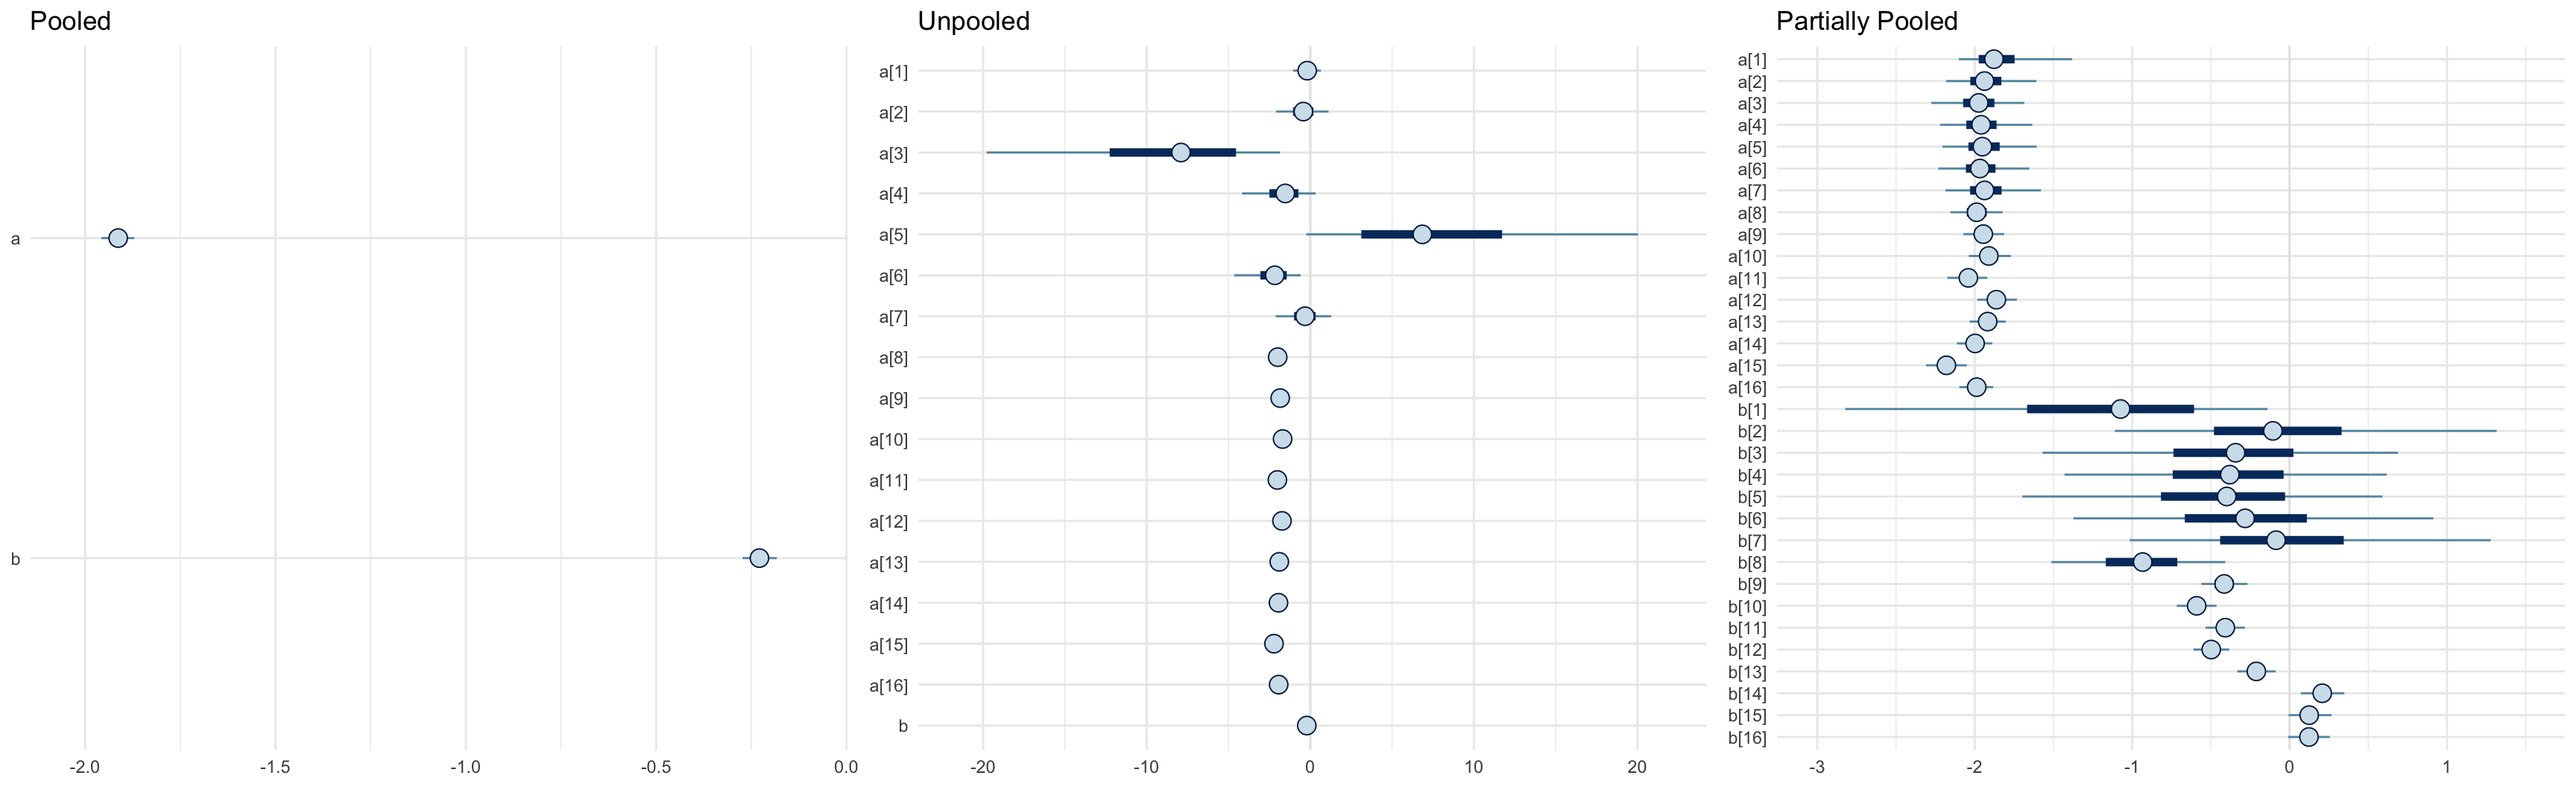 Pooled
a
b
-2.0 -1.5 -1.0 -0.5 0.0
Unpooled
a[1]
a[2]
a[3]
a[4]
a[5]
a[6]
a[7]
a[8]
a[9]
a[10]
a[11]
a[12]
a[13]
a[14]
a[15]
a[16]
b
-20 -10 0 10 20
Partially Pooled
a[1]
a[2]
a[3]
a[4]
a[5]
a[6]
a[7]
a[8]
a[9]
a[10]
a[11]
a[12]
a[13]
a[14]
a[15]
a[16]
b[1]
b[2]
b[3]
b[4]
b[5]
b[6]
b[7]
b[8]
b[9]
b[10]
b[11]
b[12]
b[13]
b[14]
b[15]
b[16]
-3 -2 -1 0 1